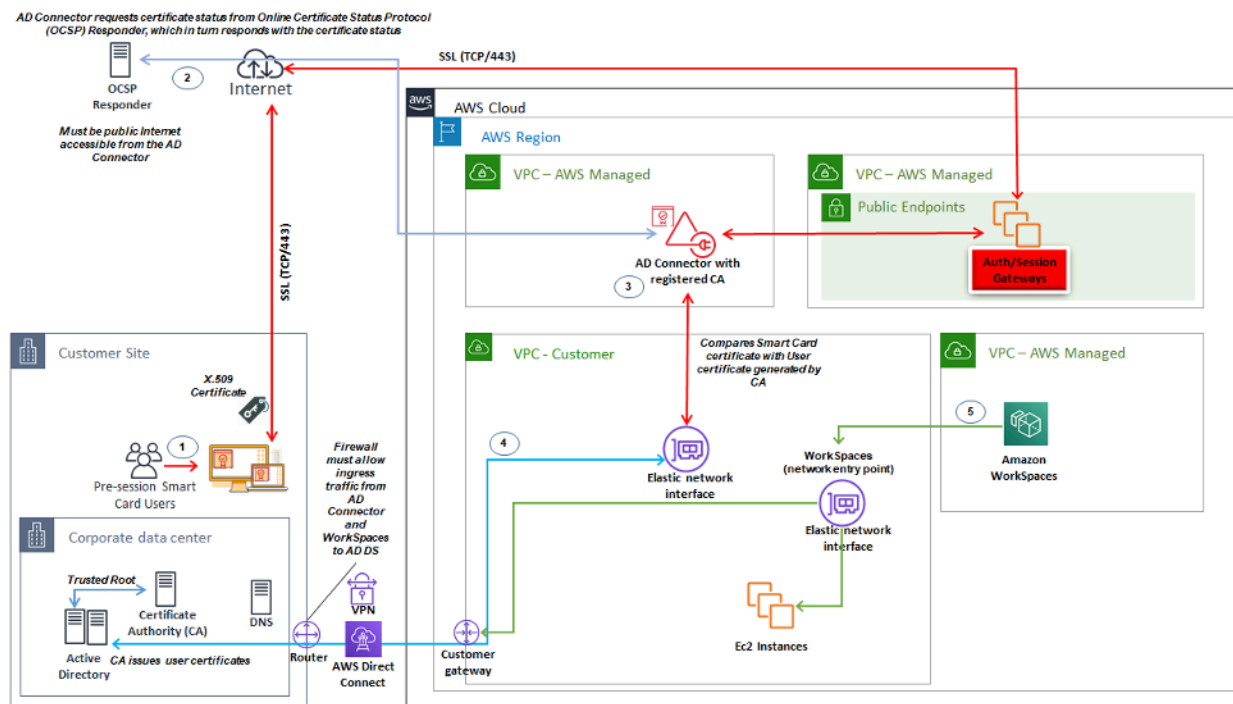 AD Connector requests certificate status from Online Certificate Status Protocol
(OCSP) Responder, which in turn responds with the certificate status
SSL (TCP/443)
2
OCSP
Responder
Internet
Must be public Internet
accessible from the AD
Connector
aws
AWS Cloud
AWS Region
VPC – AWS Managed
AD Connector with
registered CA
3
VPC – AWS Managed
Public Endpoints
Auth/Session
Gateways
SSL (TCP/443)
Customer Site
X.509
Certificate
1
Pre-session Smart
Card Users
Firewall
must allow
ingress
traffic from
AD
Connector
and
WorkSpaces
to AD DS
VPC - Customer
Compares Smart Card
certificate with User
certificate generated by
CA
4
Elastic network
interface
WorkSpaces
(network entry point)
Elastic network
interface
Ec2 Instances
VPC – AWS Managed
5
Amazon
WorkSpaces
Corporate data center
Trusted Root
Certificate
Authority (CA)
DNS
Active
Directory
CA issues user certificates
Router
VPN
AWS Direct
Connect
Customer
gateway